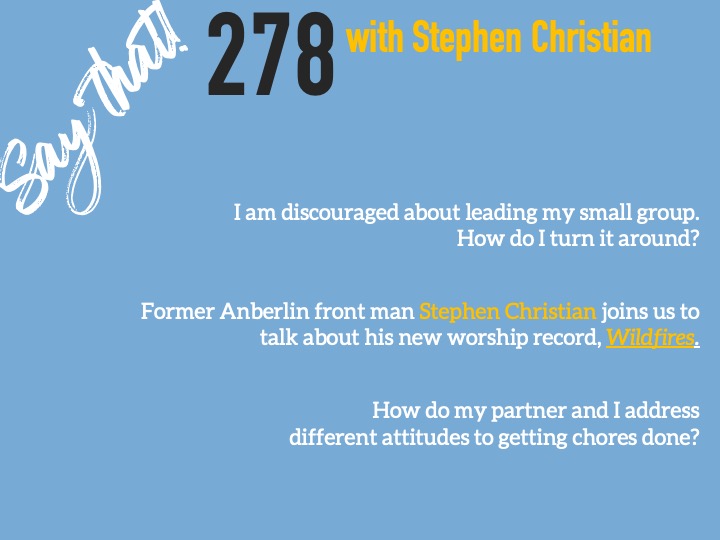 Say that!
278
with Stephen Christian
I am discouraged about leading my small group.
How do I turn it around?
Former Anberlin front man Stephen Christian joins us to
talk about his new worship record, Wildfires.
How do my partner and I address
different attitudes to getting chores done?